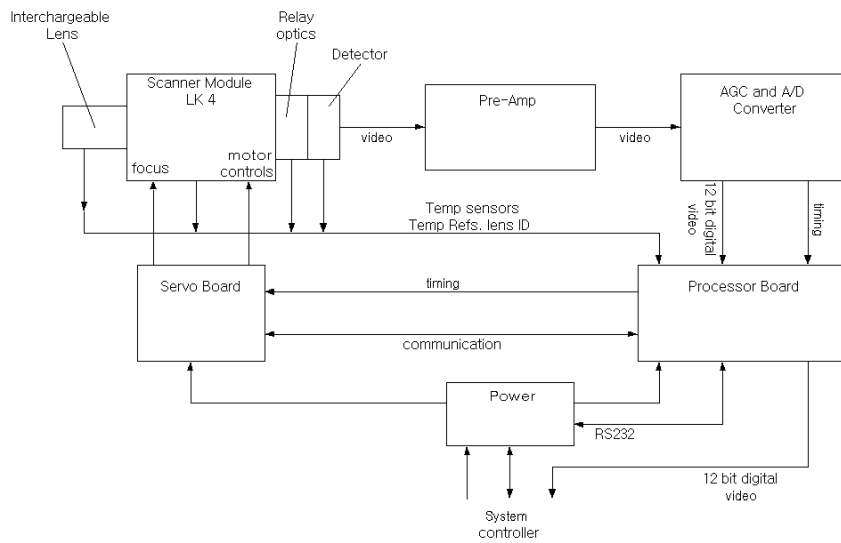 Interchangeable
Lens
Relay
optics
Detector
Scanner Module
LK 4
Pre-Amp
AGC and A/D
Converter
video
video
focus
motor
controls
12 bit digital
video
timing
Temp sensors
Temp Refs. lens ID
Servo Board
timing
Processor Board
communication
Power
RS232
12 bit digital
video
System
controller